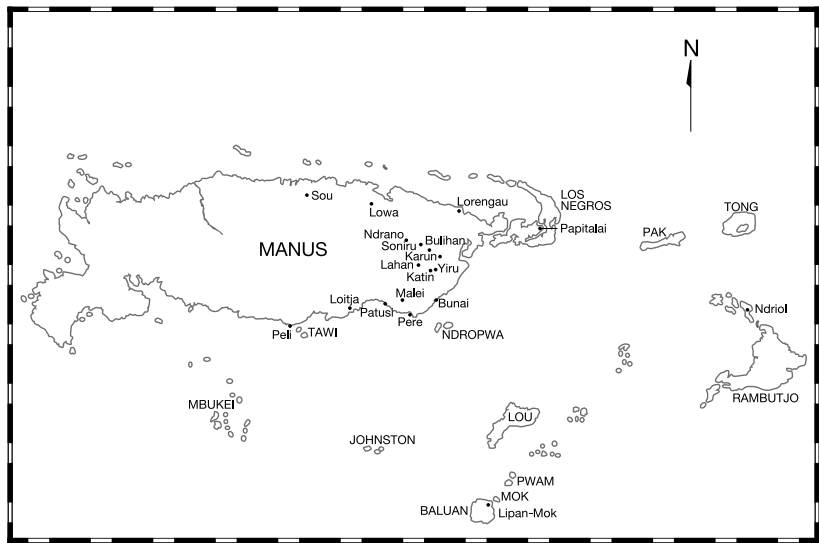 N
LOS
NEGROS
Sou
Lorengau
TONG
Lowa
Papitalai
PAK
Ndrano
Bulihan
Soniru
MANUS
Karun
Lahan
Yiru
Katin
Malei
Loitja
Bunai
Patusi
Ndriol
Pere
Peli
TAWI
NDROPWA
RAMBUTJO
MBUKEI
LOU
JOHNSTON
PWAM
MOK
BALUAN
Lipan-Mok